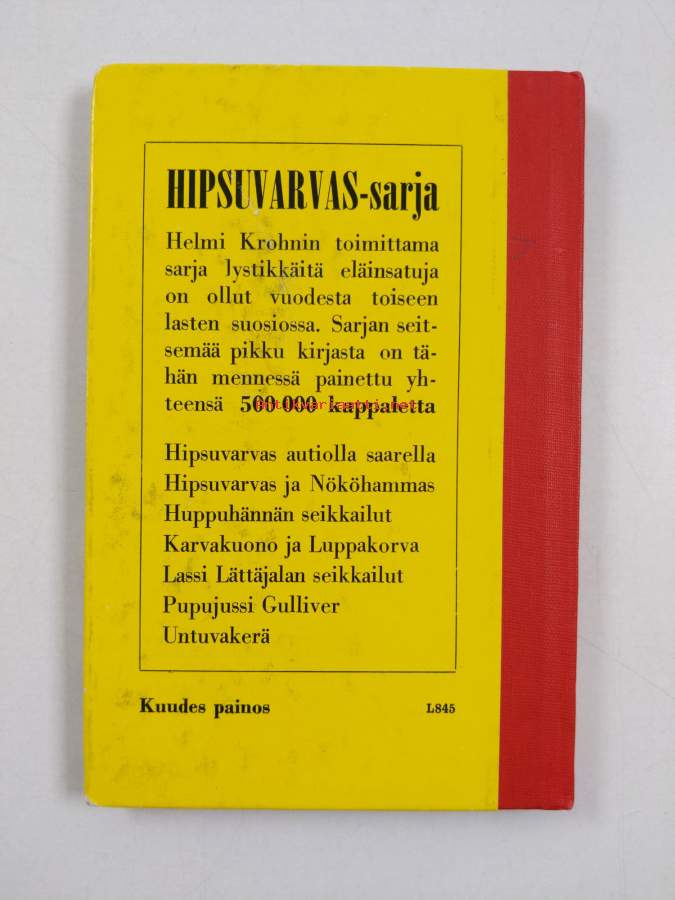 HIPSUVARVAS-sarja
Helmi Krohnin toimittama
sarja lystikkäitä eläinsatuja
on ollut vuodesta toiseen
lasten suosiossa. Sarjan seit-
semää pikku kirjasta on tä-
hän mennessä painettu yh-
teensä 500 000 kappaletta
Antikvariaatti.net
Hipsuvarvas autiolla saarella
Hipsuvarvas ja Nököhammas
Huppuhännän seikkailut
Karvakuono ja Luppakorva
Lassi Lättäjalan seikkailut
Pupujussi Gulliver
Untuvakerä
Kuudes painos
L845